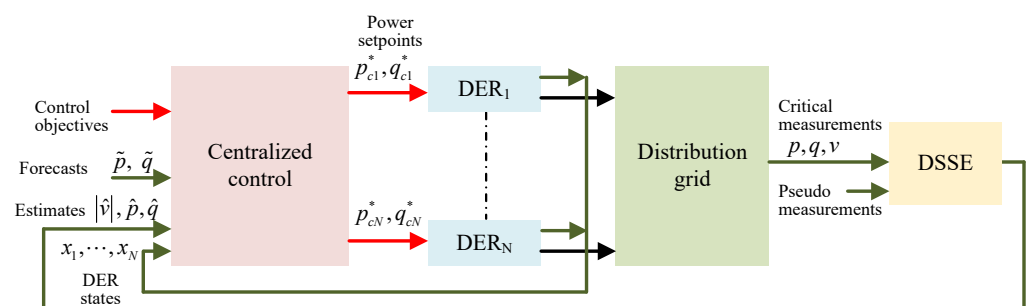 Power
setpoints
p*c1, q*c1
DER1
Control
objectives
Critical
measurements
p, q, v
Centralized
control
Distribution
grid
DSSE
Forecasts
p̃, q̃
Pseudo
measurements
Estimates |v̂|, p̂, q̂
p*cN, q*cN
DERN
x1, ⋯, xN
DER
states